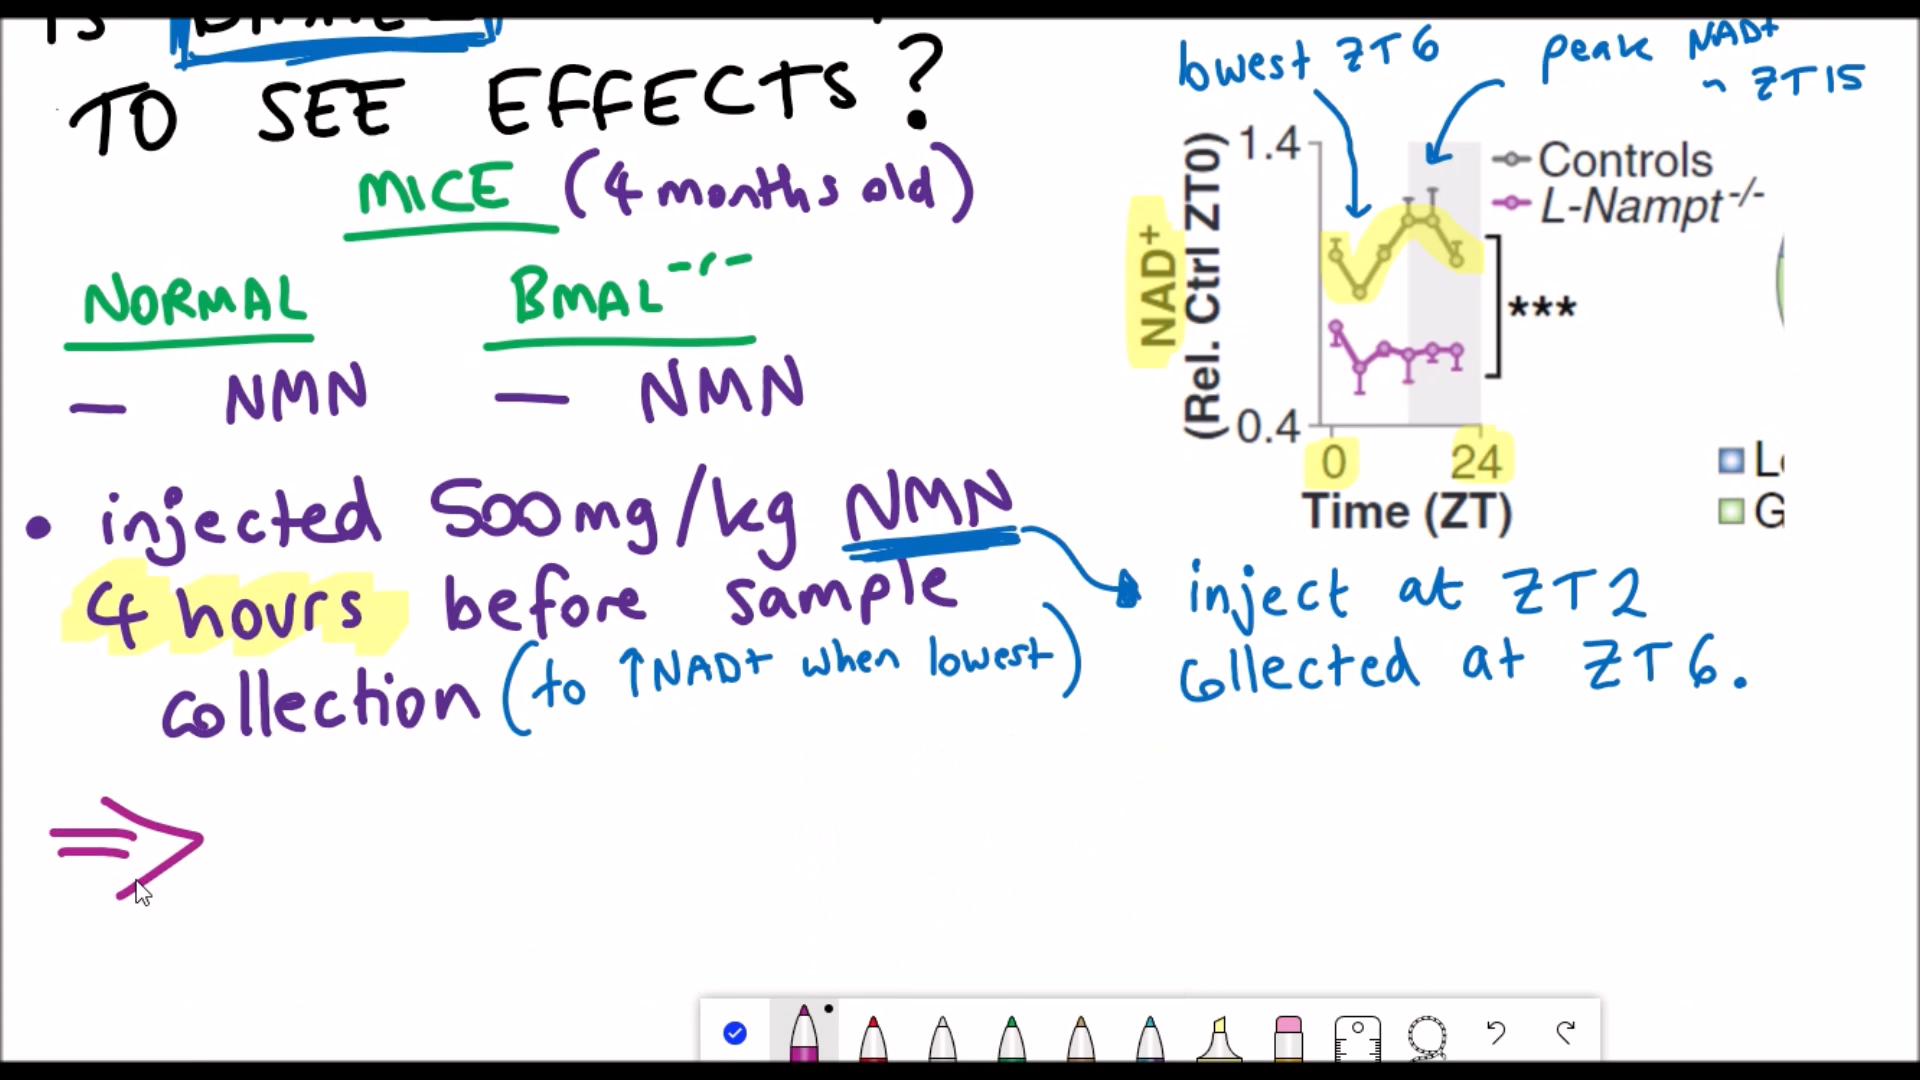 is
TO SEE EFFECTS?
MICE (4 months old)
NORMAL BMAL-/-
— NMN — NMN
• injected 500mg/kg NMN
4 hours before sample
collection (to ↑NAD+ when lowest)
⇒
lowest ZT6
peak NAD+
~ ZT15
1.4
Controls
L-Nampt-/-
NAD+
(Rel. Ctrl ZT0)
***
0.4
0 24
Time (ZT)
G
inject at ZT2
collected at ZT6.